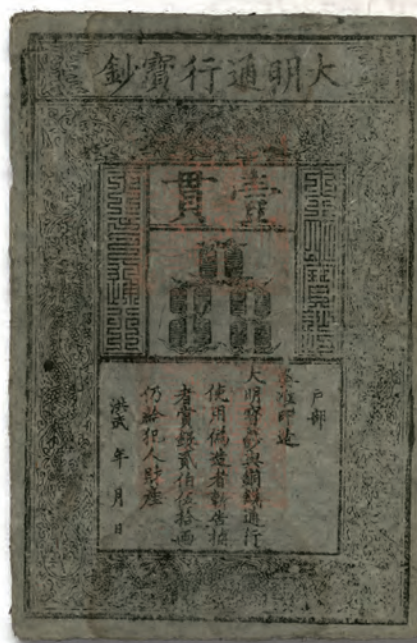 大明通行寶鈔
壹貫
户部
奏准印造
大明寶鈔與銅錢通行
使用偽造者斬告捕
者賞銀貳伯伍拾兩
仍給犯人財產
洪武 年 月 日